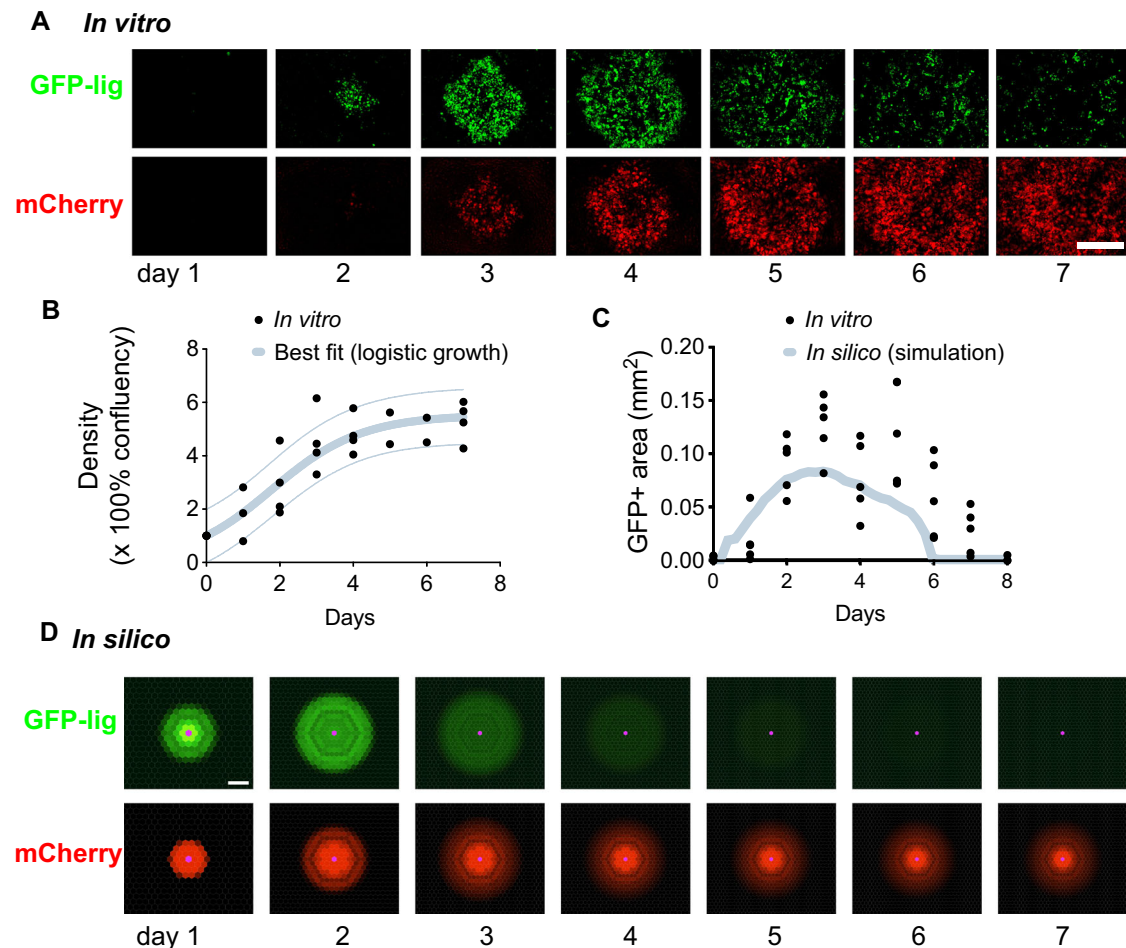 A In vitro
GFP-lig
mCherry
day 1 2 3 4 5 6 7
B
In vitro
Best fit (logistic growth)
Density
(x 100% confluency)
8
6
4
2
0
0 2 4 6 8
Days
C
In vitro
In silico (simulation)
GFP+ area (mm²)
0.20
0.15
0.10
0.05
0.00
0 2 4 6 8
Days
D In silico
GFP-lig
mCherry
day 1 2 3 4 5 6 7